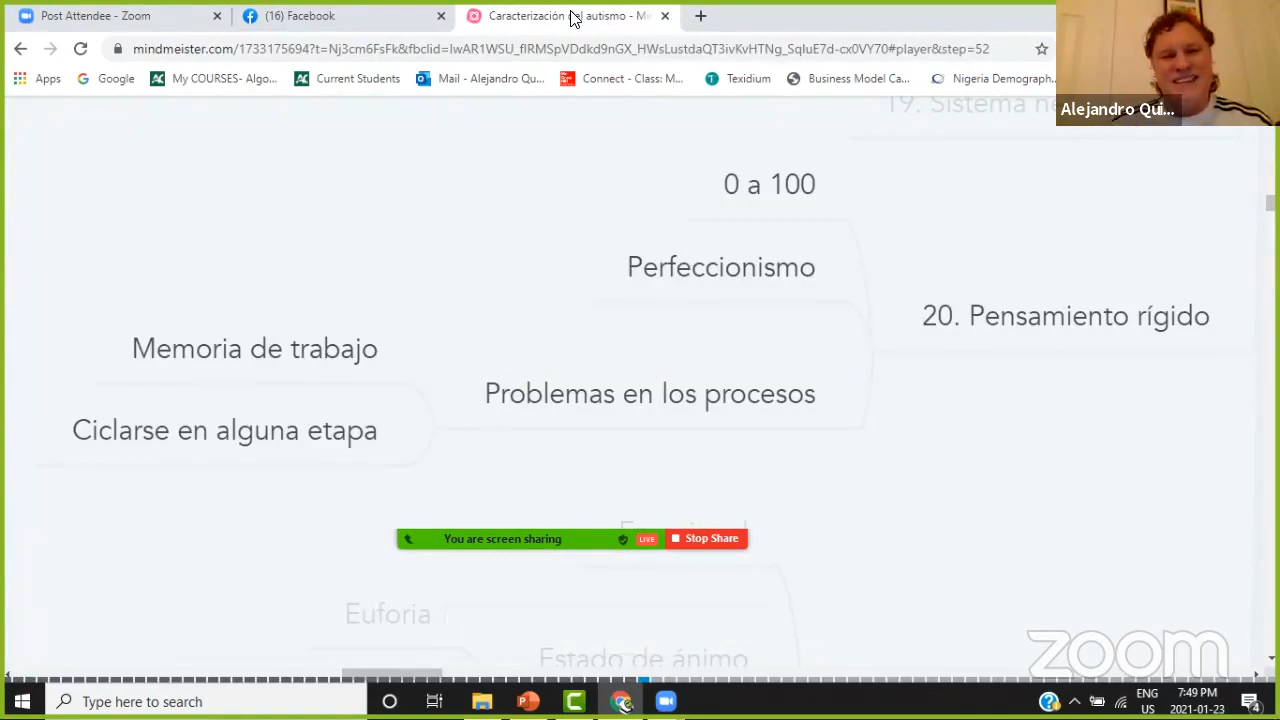 Post Attendee - Zoom
(16) Facebook
Caracterización del autismo - Mi
mindmeister.com/1733175694?t=Nj3cm6FsFk&fbclid=IwAR1WSU_flRMSpVDdkd9nGX_HWsLustdaQT3ivKvHTNg_SqluE7d-cx0VY70#player&step=52
Apps
Google
My COURSES- Algo...
Current Students
Mail - Alejandro Qu...
Connect - Class: M...
Texidium
Business Model Ca...
Nigeria Demograph...
Alejandro Qui...
19. Sistema
0 a 100
Perfeccionismo
20. Pensamiento rígido
Memoria de trabajo
Problemas en los procesos
Ciclarse en alguna etapa
You are screen sharing
LIVE
Stop Share
Euforia
Estado de ánimo
zoom
Type here to search
ENG
US
7:49 PM
2021-01-23
4